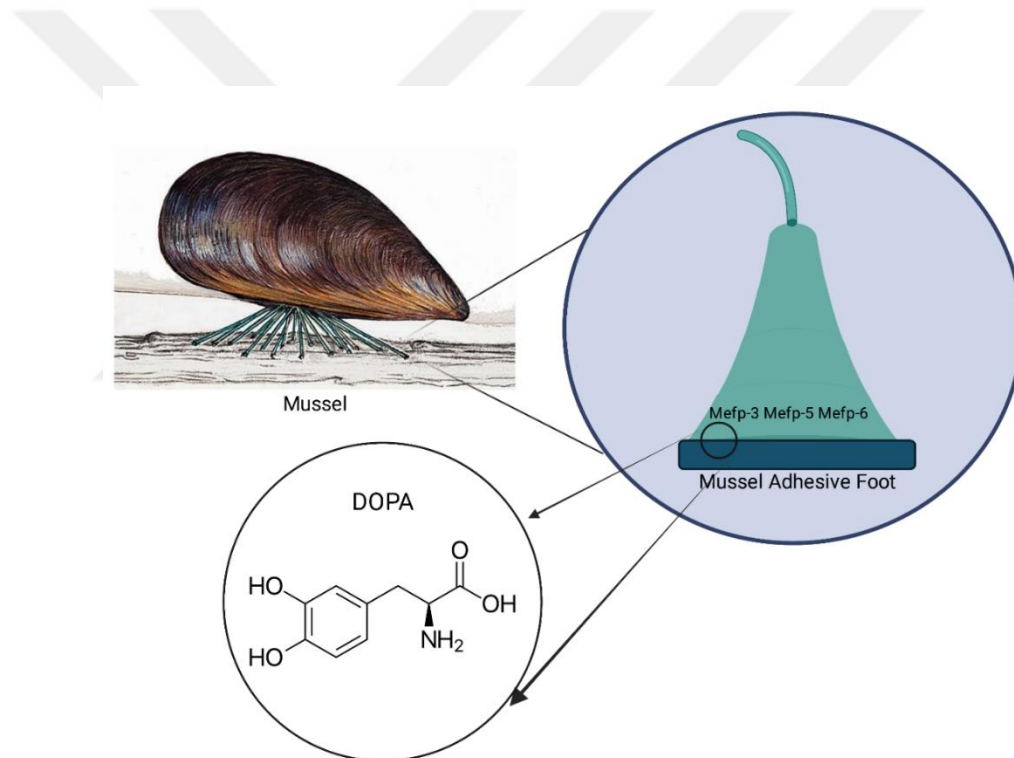 Mussel
Mefp-3 Mefp-5 Mefp-6
Mussel Adhesive Foot
DOPA
O
HO
OH
NH₂
HO